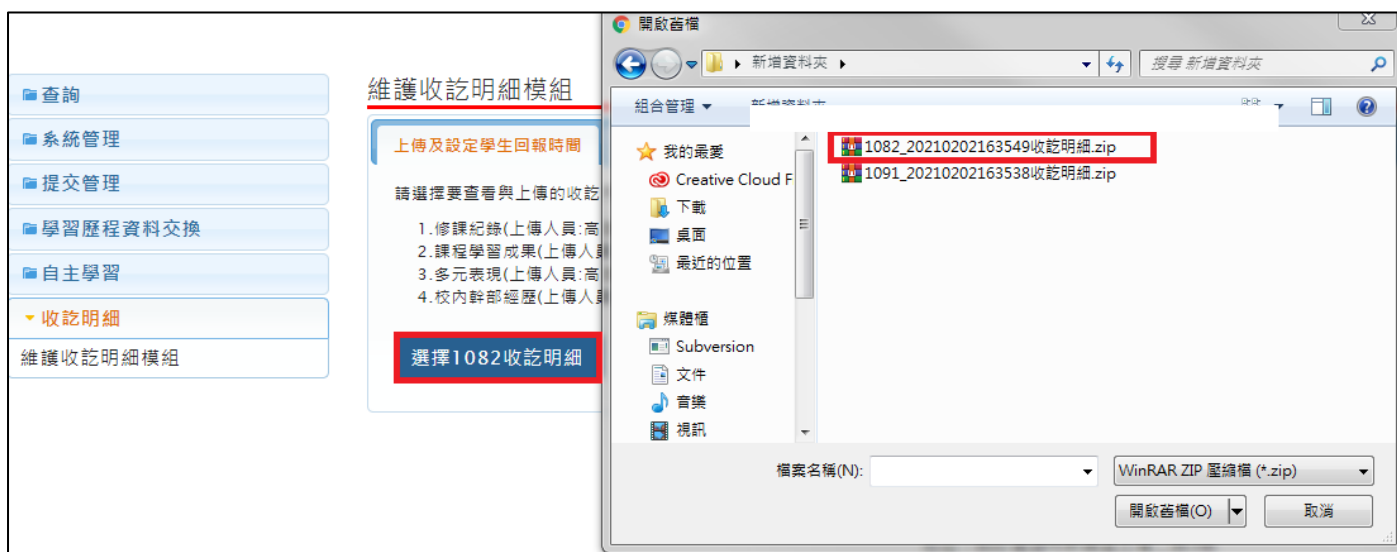 查詢
系統管理
提交管理
學習歷程資料交換
自主學習
收訖明細
維護收訖明細模組
維護收訖明細模組
上傳及設定學生回報時間
請選擇要查看與上傳的收訖
1.修課紀錄(上傳人員:高
2.課程學習成果(上傳人員
3.多元表現(上傳人員:高
4.校內幹部經歷(上傳人員
選擇1082收訖明細
開啟舊檔
新增資料夾
搜尋 新增資料夾
組合管理
新增資料夾
我的最愛
Creative Cloud F
下載
桌面
最近的位置
媒體櫃
Subversion
文件
音樂
視訊
1082_20210202163549收訖明細.zip
1091_20210202163538收訖明細.zip
檔案名稱(N):
WinRAR ZIP 壓縮檔 (*.zip)
開啟舊檔(O)
取消